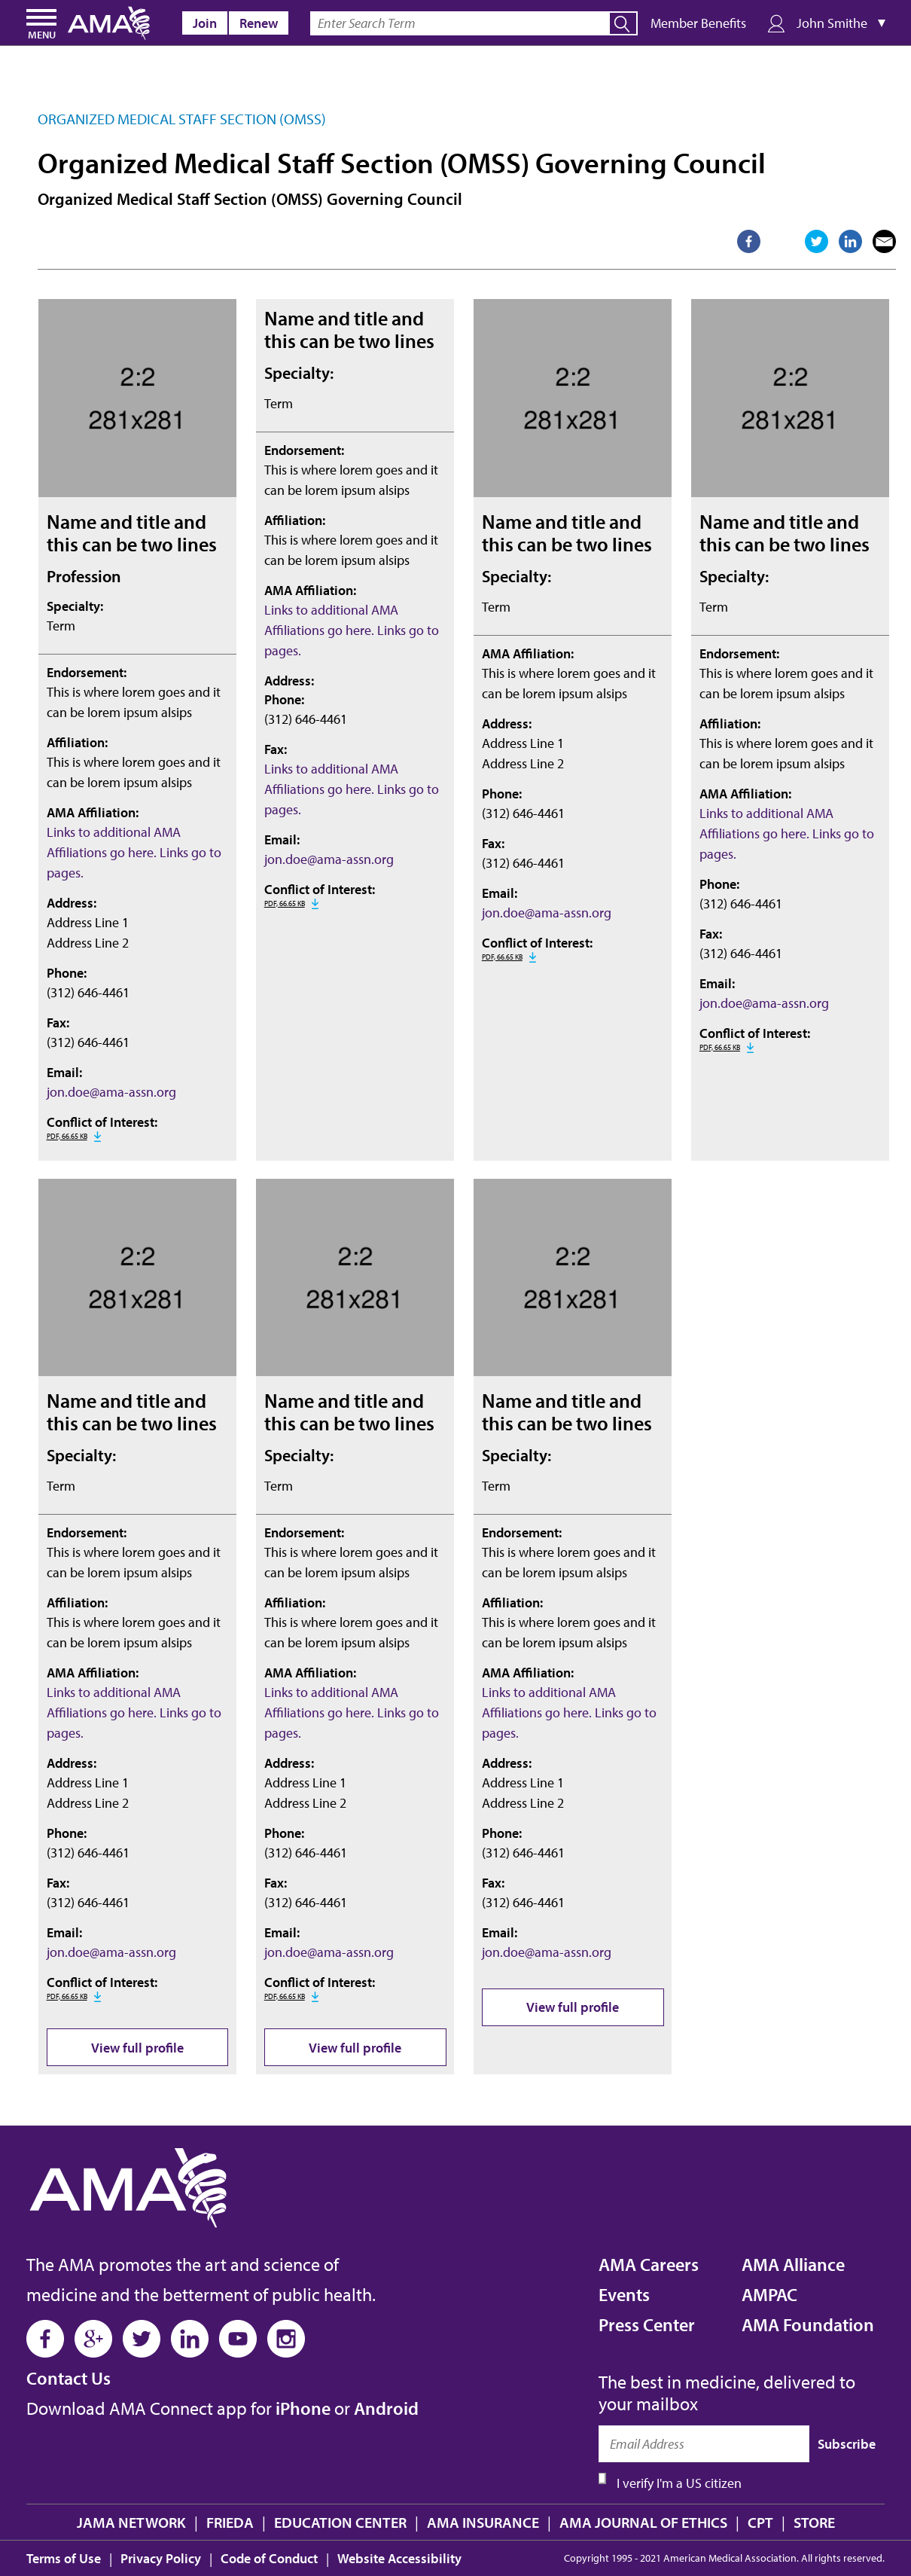 MENU
AMA
Join
Renew
Enter Search Term
Member Benefits
John Smithe
ORGANIZED MEDICAL STAFF SECTION (OMSS)
Organized Medical Staff Section (OMSS) Governing Council
Organized Medical Staff Section (OMSS) Governing Council
2:2
281x281
Name and title and
this can be two lines
Profession
Specialty:
Term
Endorsement:
This is where lorem goes and it
can be lorem ipsum alsips
Affiliation:
This is where lorem goes and it
can be lorem ipsum alsips
AMA Affiliation:
Links to additional AMA
Affiliations go here. Links go to
pages.
Address:
Address Line 1
Address Line 2
Phone:
(312) 646-4461
Fax:
(312) 646-4461
Email:
jon.doe@ama-assn.org
Conflict of Interest:
PDF, 66.65 KB
Name and title and
this can be two lines
Specialty:
Term
Endorsement:
This is where lorem goes and it
can be lorem ipsum alsips
Affiliation:
This is where lorem goes and it
can be lorem ipsum alsips
AMA Affiliation:
Links to additional AMA
Affiliations go here. Links go to
pages.
Address:
Phone:
(312) 646-4461
Fax:
Links to additional AMA
Affiliations go here. Links go to
pages.
Email:
jon.doe@ama-assn.org
Conflict of Interest:
PDF, 66.65 KB
2:2
281x281
Name and title and
this can be two lines
Specialty:
Term
AMA Affiliation:
This is where lorem goes and it
can be lorem ipsum alsips
Address:
Address Line 1
Address Line 2
Phone:
(312) 646-4461
Fax:
(312) 646-4461
Email:
jon.doe@ama-assn.org
Conflict of Interest:
PDF, 66.65 KB
2:2
281x281
Name and title and
this can be two lines
Specialty:
Term
Endorsement:
This is where lorem goes and it
can be lorem ipsum alsips
Affiliation:
This is where lorem goes and it
can be lorem ipsum alsips
AMA Affiliation:
Links to additional AMA
Affiliations go here. Links go to
pages.
Phone:
(312) 646-4461
Fax:
(312) 646-4461
Email:
jon.doe@ama-assn.org
Conflict of Interest:
PDF, 66.65 KB
2:2
281x281
Name and title and
this can be two lines
Specialty:
Term
Endorsement:
This is where lorem goes and it
can be lorem ipsum alsips
Affiliation:
This is where lorem goes and it
can be lorem ipsum alsips
AMA Affiliation:
Links to additional AMA
Affiliations go here. Links go to
pages.
Address:
Address Line 1
Address Line 2
Phone:
(312) 646-4461
Fax:
(312) 646-4461
Email:
jon.doe@ama-assn.org
Conflict of Interest:
PDF, 66.65 KB
View full profile
2:2
281x281
Name and title and
this can be two lines
Specialty:
Term
Endorsement:
This is where lorem goes and it
can be lorem ipsum alsips
Affiliation:
This is where lorem goes and it
can be lorem ipsum alsips
AMA Affiliation:
Links to additional AMA
Affiliations go here. Links go to
pages.
Address:
Address Line 1
Address Line 2
Phone:
(312) 646-4461
Fax:
(312) 646-4461
Email:
jon.doe@ama-assn.org
Conflict of Interest:
PDF, 66.65 KB
View full profile
2:2
281x281
Name and title and
this can be two lines
Specialty:
Term
Endorsement:
This is where lorem goes and it
can be lorem ipsum alsips
Affiliation:
This is where lorem goes and it
can be lorem ipsum alsips
AMA Affiliation:
Links to additional AMA
Affiliations go here. Links go to
pages.
Address:
Address Line 1
Address Line 2
Phone:
(312) 646-4461
Fax:
(312) 646-4461
Email:
jon.doe@ama-assn.org
View full profile
AMA
The AMA promotes the art and science of
medicine and the betterment of public health.
Contact Us
Download AMA Connect app for iPhone or Android
AMA Careers
Events
Press Center
AMA Alliance
AMPAC
AMA Foundation
The best in medicine, delivered to
your mailbox
Email Address
Subscribe
I verify I'm a US citizen
JAMA NETWORK | FRIEDA | EDUCATION CENTER | AMA INSURANCE | AMA JOURNAL OF ETHICS | CPT | STORE
Terms of Use | Privacy Policy | Code of Conduct | Website Accessibility
Copyright 1995 - 2021 American Medical Association. All rights reserved.